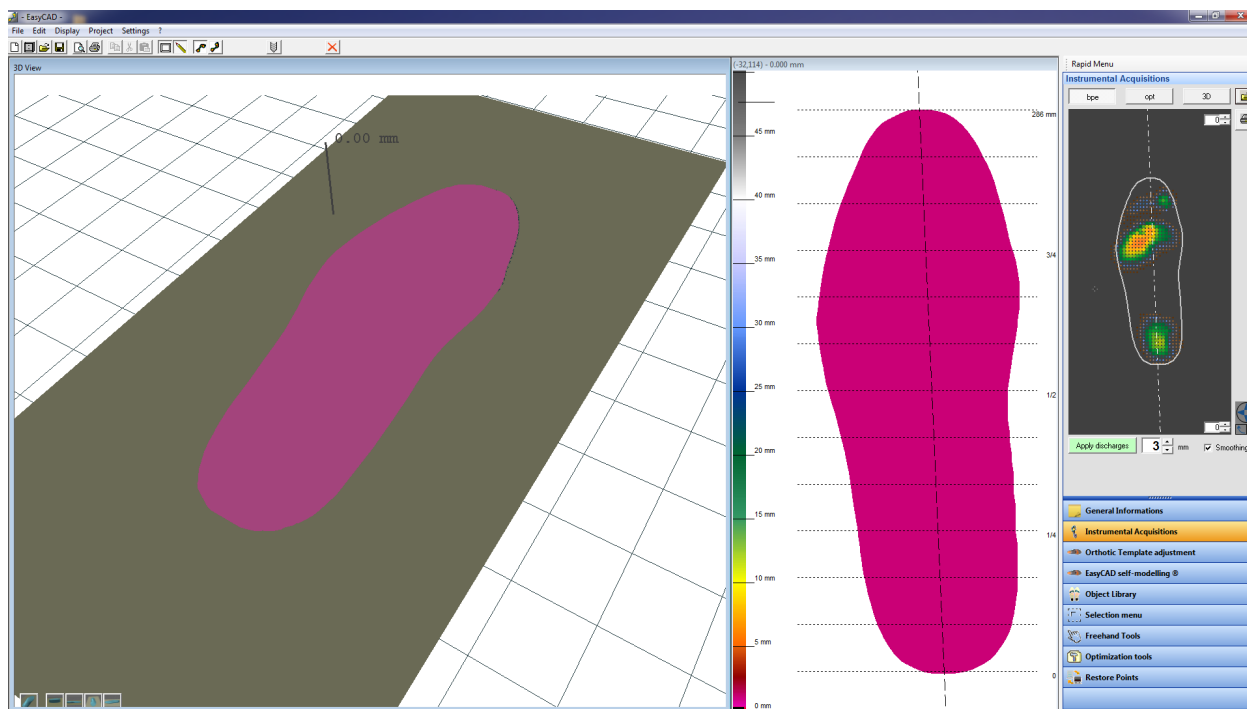 - EasyCAD -
File Edit Display Project Settings ?
3D View
0.00 mm
(-32,114) - 0.000 mm
45 mm
40 mm
35 mm
30 mm
25 mm
20 mm
15 mm
10 mm
5 mm
0 mm
286 mm
3/4
1/2
1/4
0
Rapid Menu
Instrumental Acquisitions
bpe opt 3D
0
0
Apply discharges 3 mm Smoothing
General Informations
Instrumental Acquisitions
Orthotic Template adjustment
EasyCAD self-modelling ®
Object Library
Selection menu
Freehand Tools
Optimization tools
Restore Points